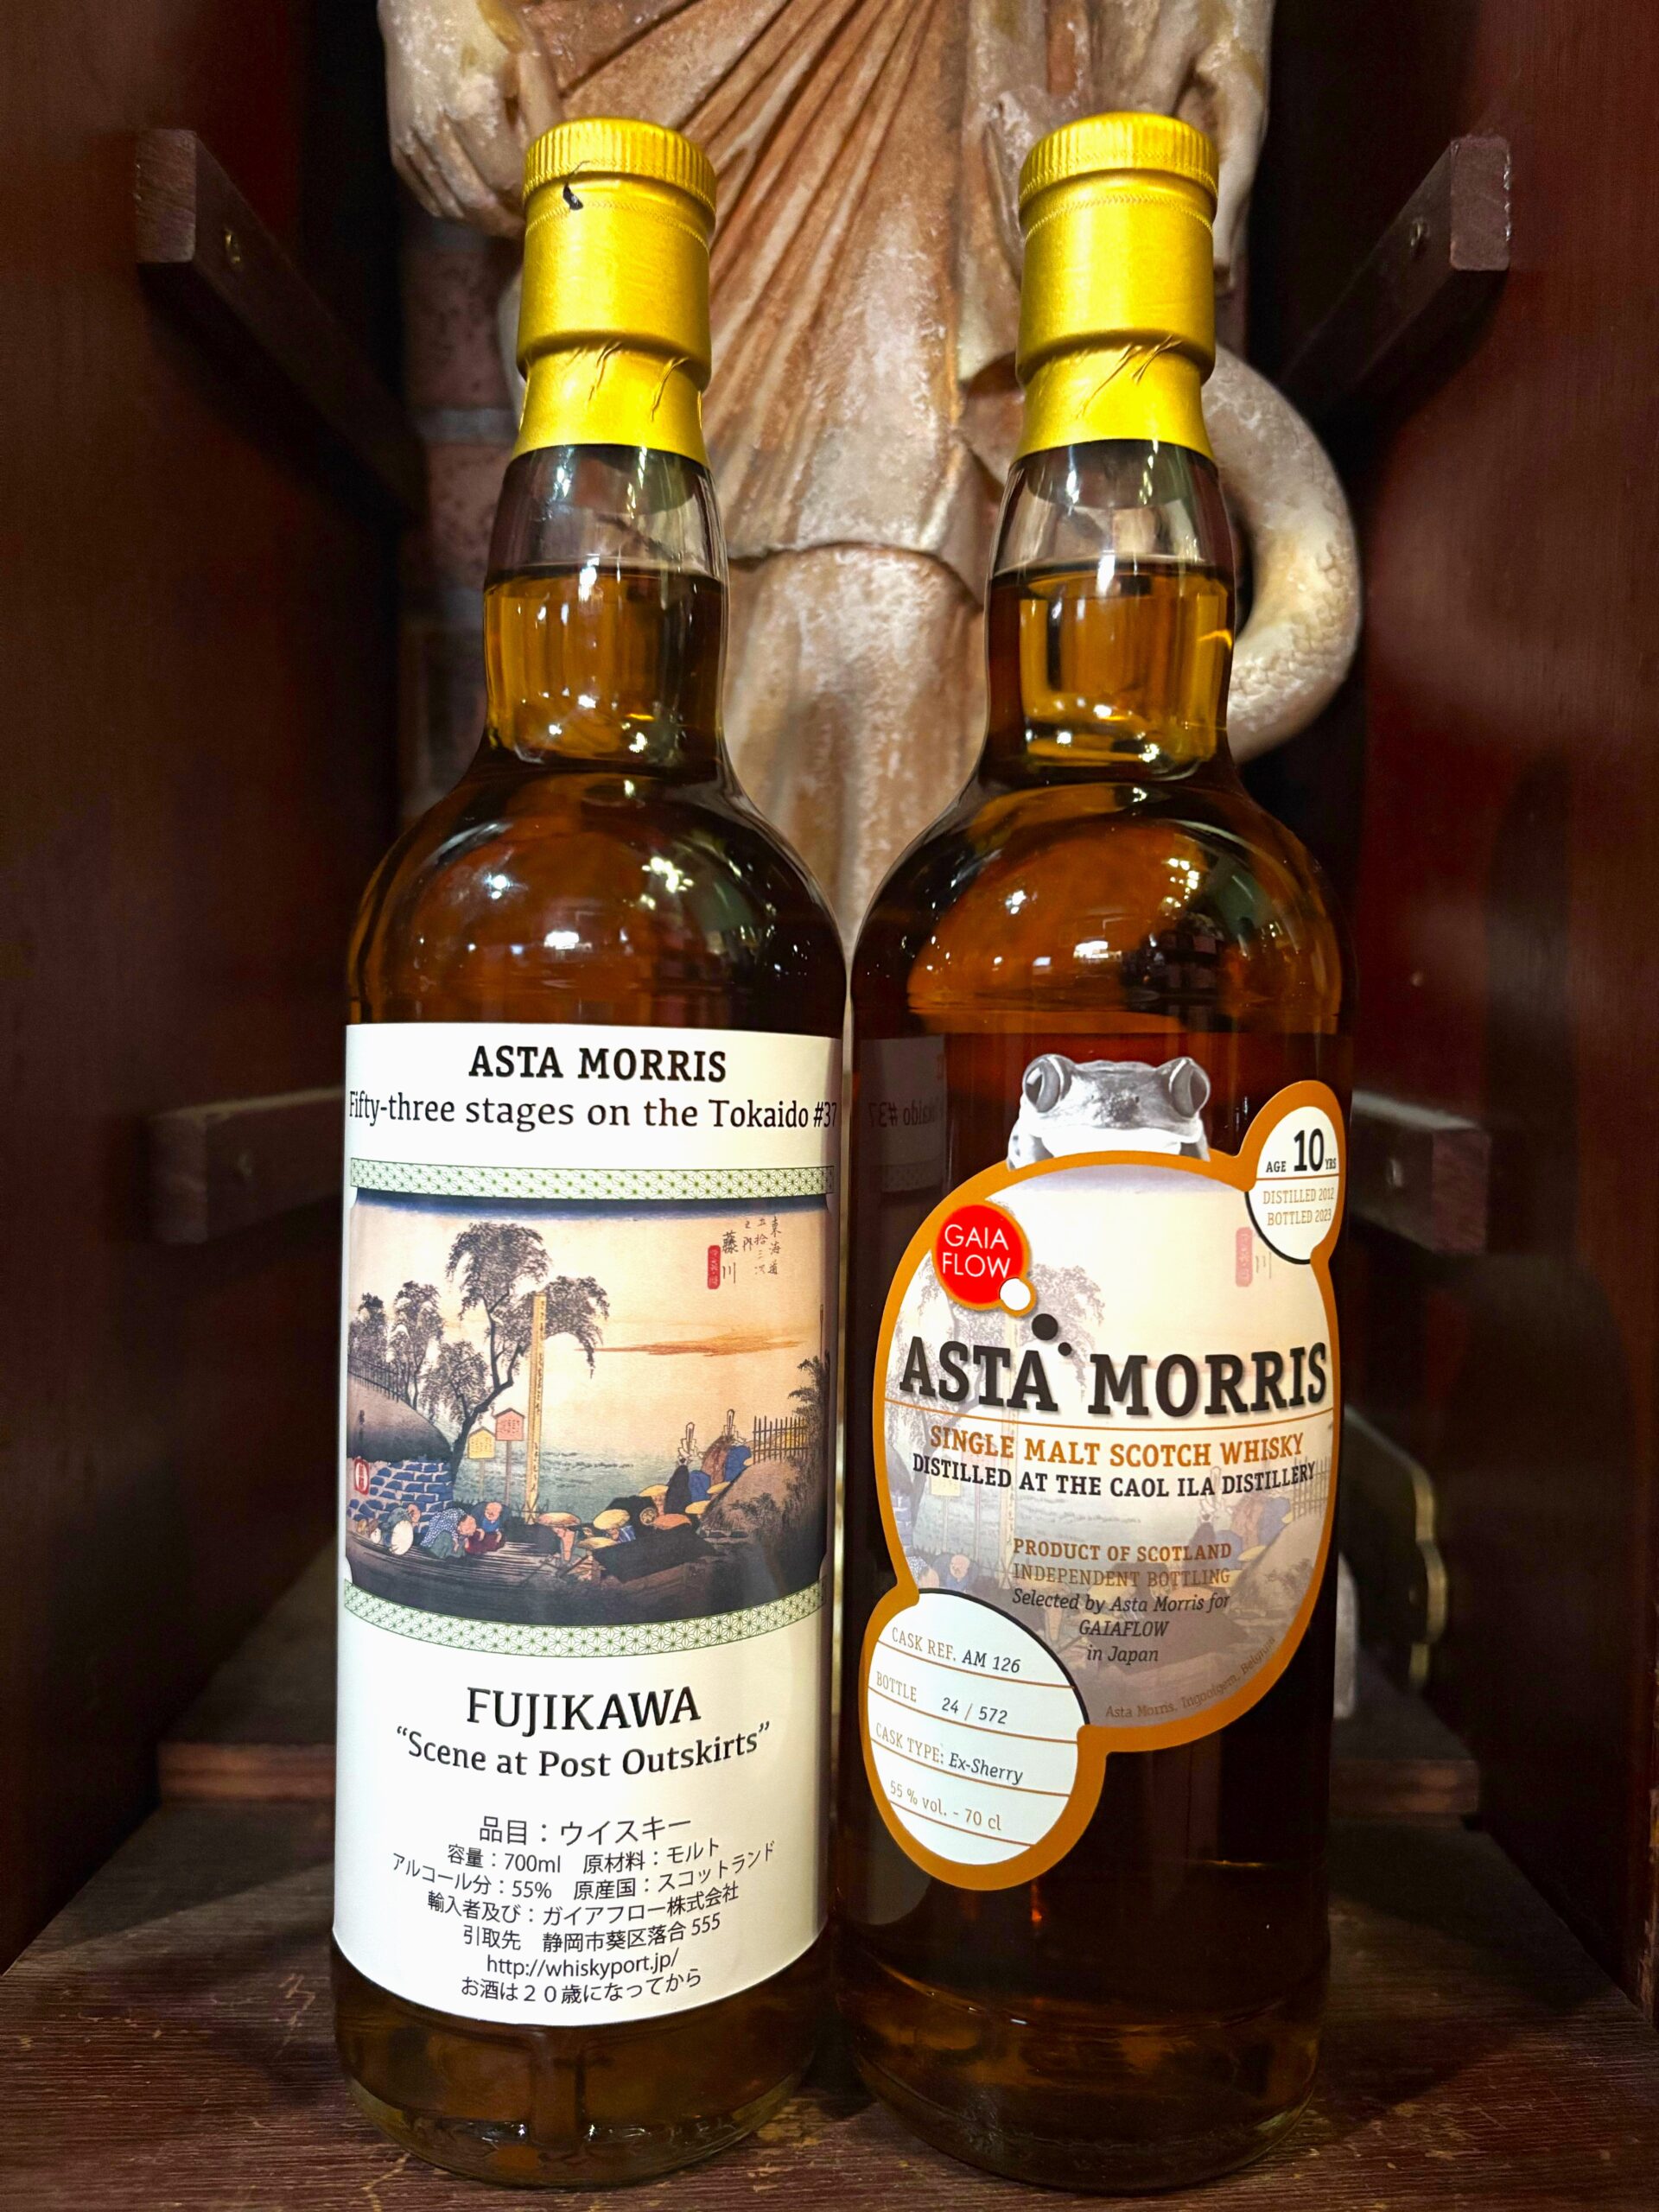 ASTA MORRIS
Fifty-three stages on the Tokaido #37
東海道
五拾三次
之内
藤川
FUJIKAWA
“Scene at Post Outskirts”
品目：ウイスキー
容量：700ml 原材料：モルト
アルコール分：55% 原産国：スコットランド
輸入者及び：ガイアフロー株式会社
引取先 静岡市葵区落合 555
http://whiskyport.jp/
お酒は２０歳になってから
AGE 10 YRS
DISTILLED 2012
BOTTLED 2023
GAIA
FLOW
ASTA MORRIS
SINGLE MALT SCOTCH WHISKY
DISTILLED AT THE CAOL ILA DISTILLERY
PRODUCT OF SCOTLAND
INDEPENDENT BOTTLING
Selected by Asta Morris for
GAIAFLOW
in Japan
Asta Morris, Ingooigem, Belgium
CASK REF. AM 126
BOTTLE 24 / 572
CASK TYPE: Ex-Sherry
55 % vol. - 70 cl